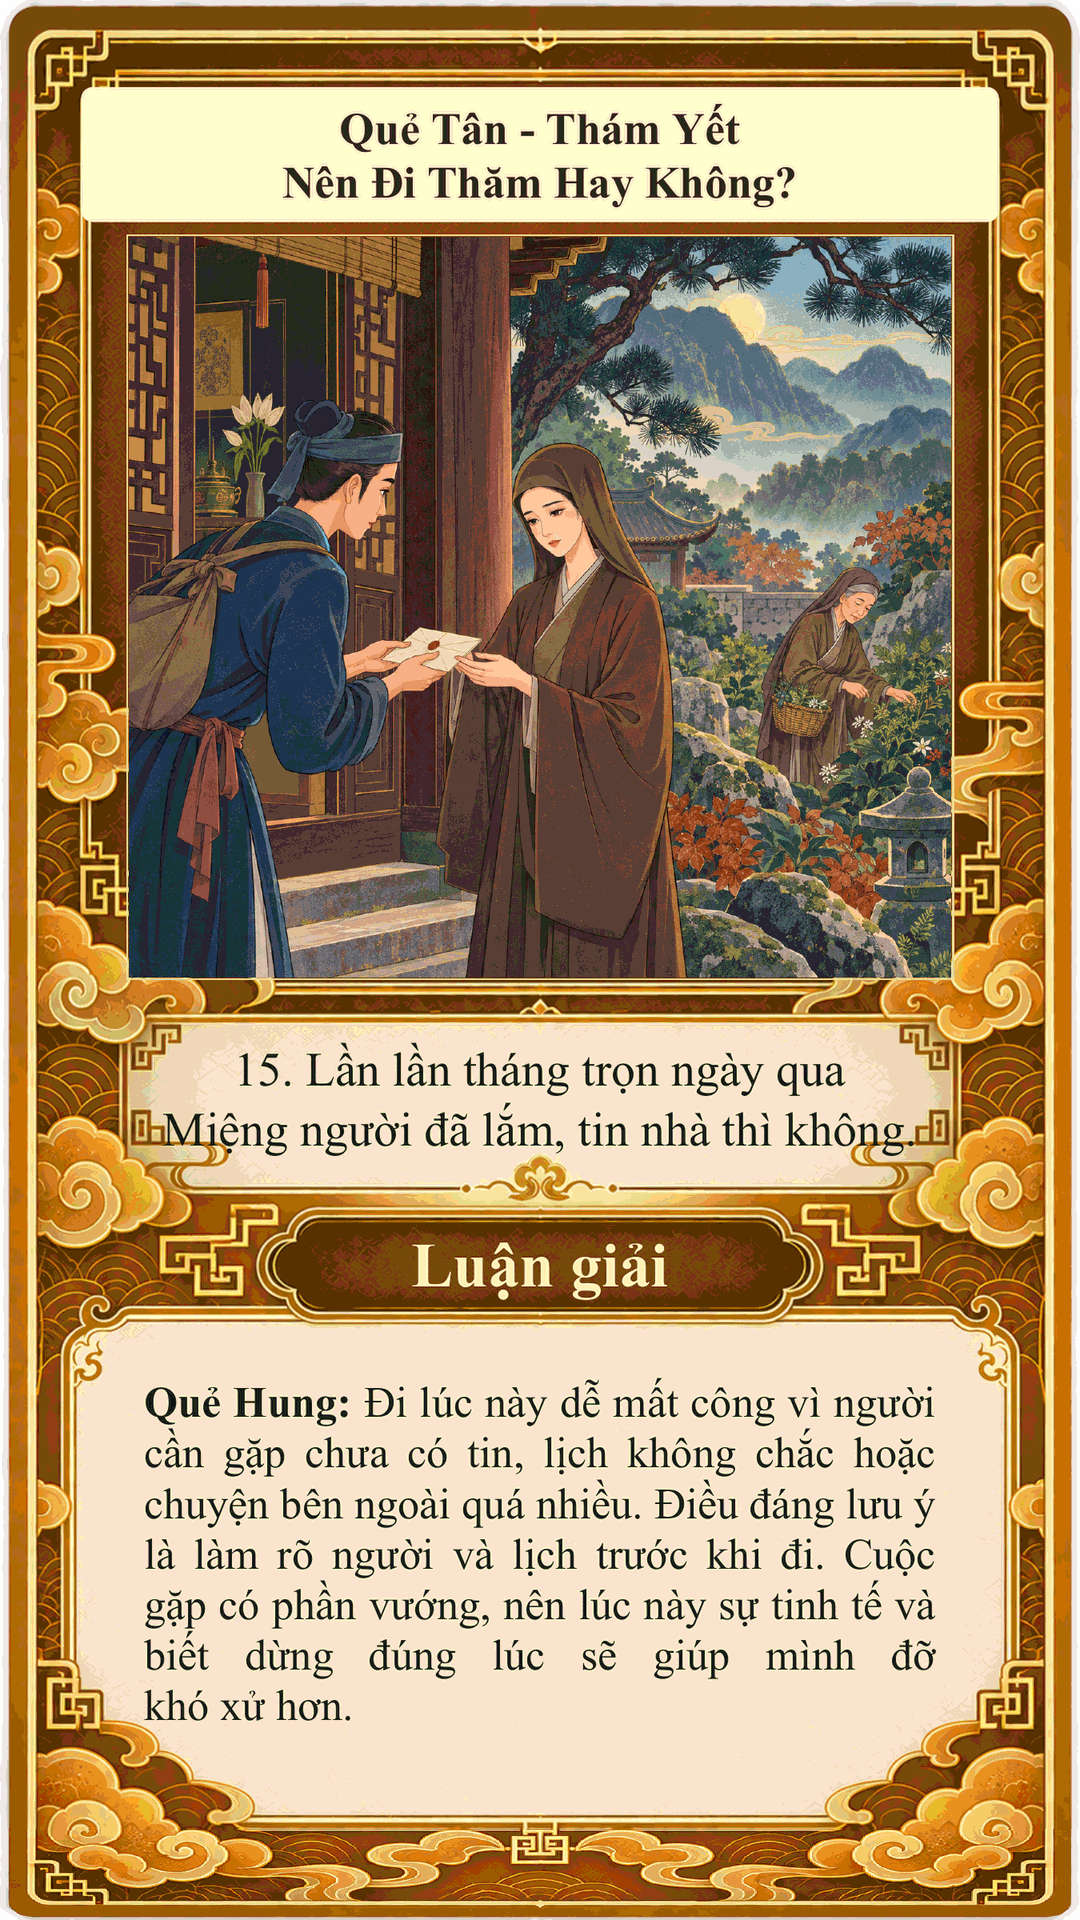 Quẻ Tân - Thám Yết
Nên Đi Thăm Hay Không?
15. Lần lần tháng trọn ngày qua
Miệng người đã lắm, tin nhà thì không.
Luận giải
Quẻ Hung: Đi lúc này dễ mất công vì người
cần gặp chưa có tin, lịch không chắc hoặc
chuyện bên ngoài quá nhiều. Điều đáng lưu ý
là làm rõ người và lịch trước khi đi. Cuộc
gặp có phần vướng, nên lúc này sự tinh tế và
biết dừng đúng lúc sẽ giúp mình đỡ
khó xử hơn.